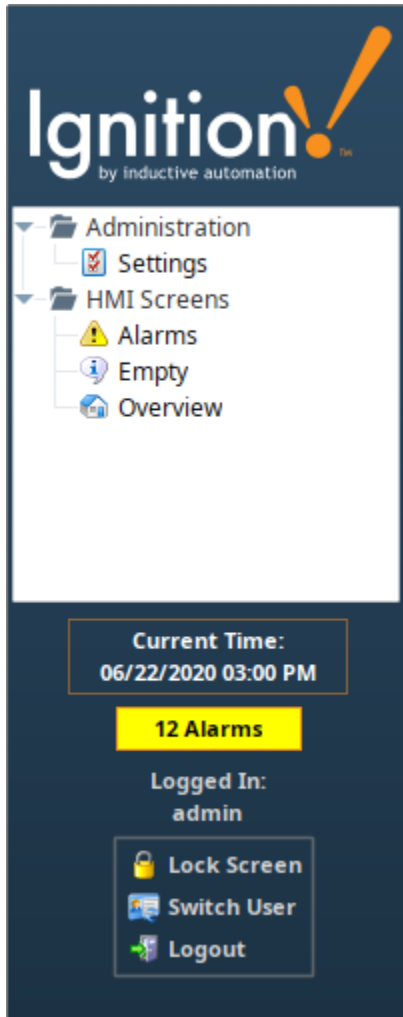 Ignition!
™
by inductive automation
Administration
Settings
HMI Screens
Alarms
Empty
Overview
Current Time:
06/22/2020 03:00 PM
12 Alarms
Logged In:
admin
Lock Screen
Switch User
Logout